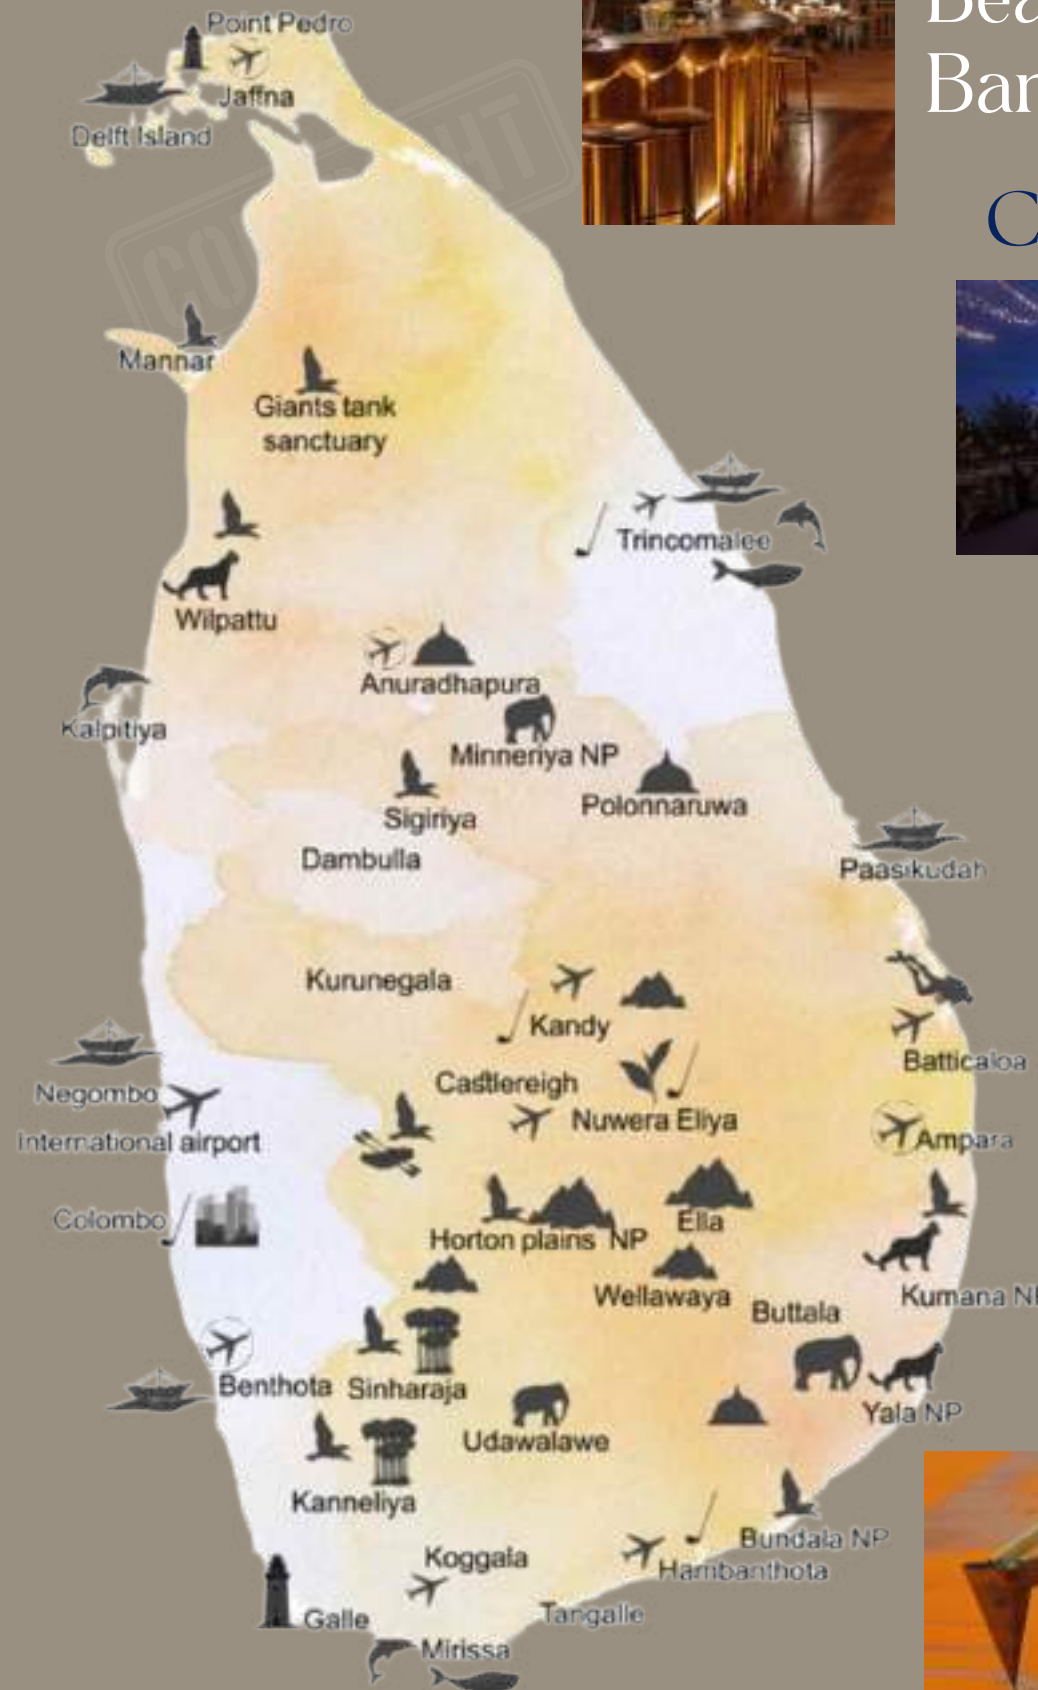 Point Pedro
Jaffna
Delft Island
COPYRIGHT
Mannar
Giants tank
sanctuary
Trincomalee
Wilpattu
Anuradhapura
Kalpitiya
Minneriya NP
Polonnaruwa
Sigiriya
Dambulla
Paasikudah
Kurunegala
Kandy
Batticaloa
Castlereigh
Negombo
Nuwera Eliya
International airport
Ampara
Colombo
Ella
Horton plains NP
Wellawaya
Kumana
Buttala
Benthota
Sinharaja
Yala NP
Udawalawe
Kanneliya
Bundala NP
Koggala
Hambanthota
Galle
Tangalle
Mirissa